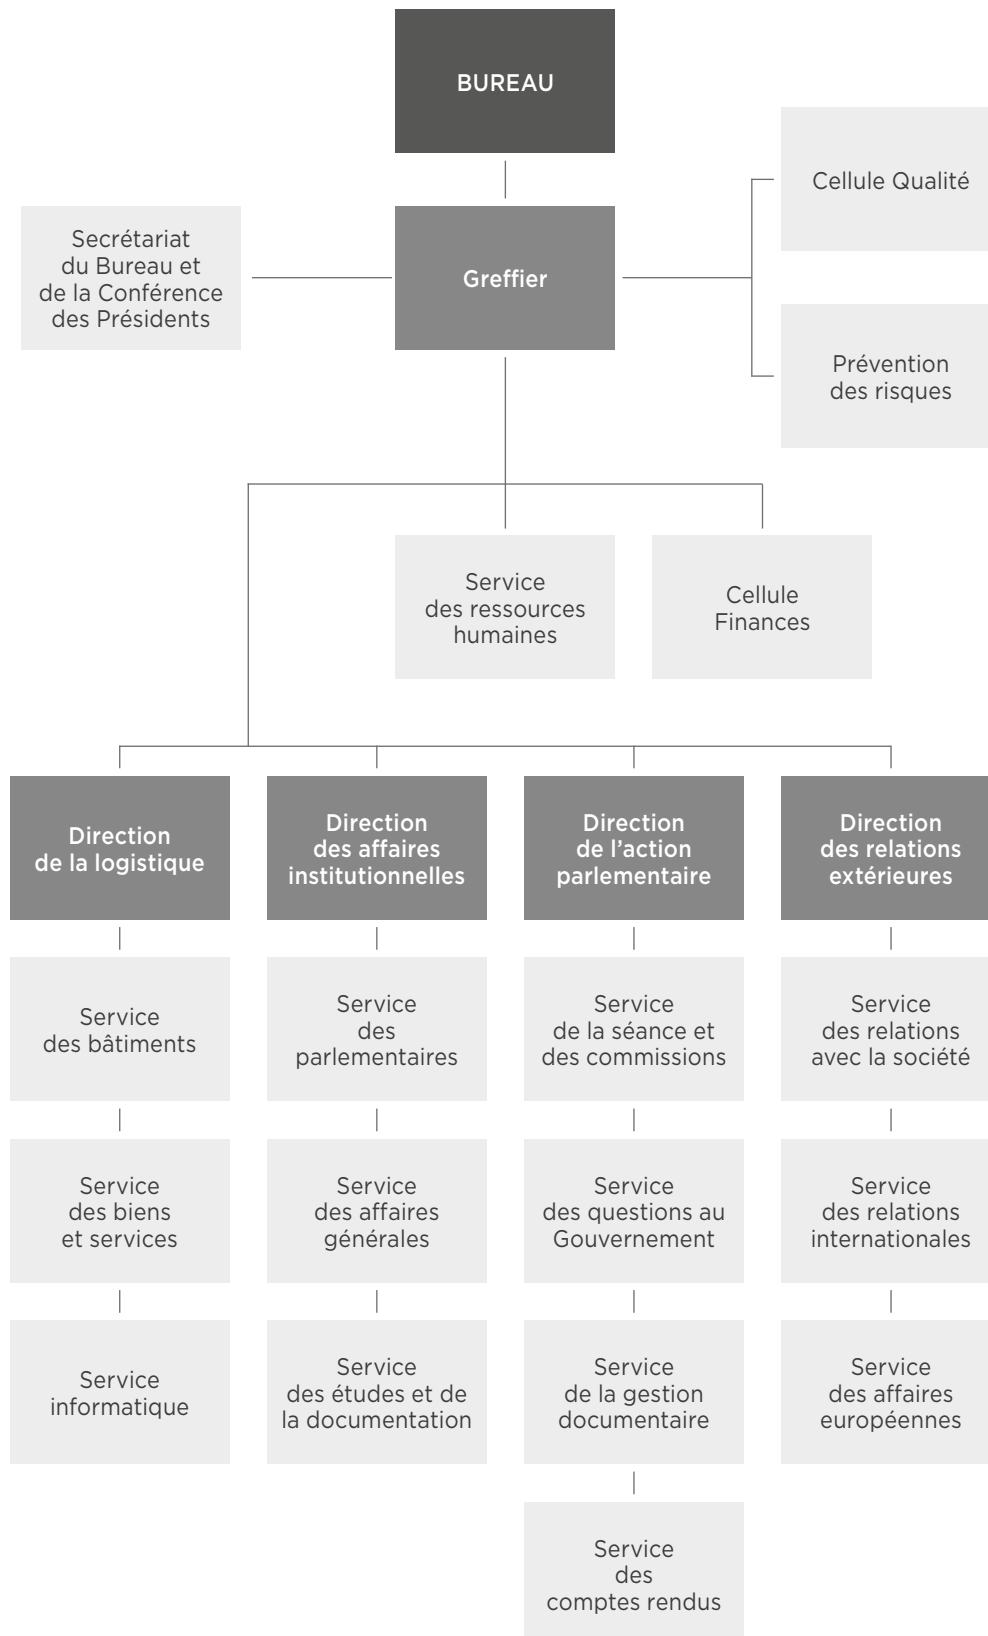 BUREAU
Cellule Qualité
Secrétariat
du Bureau et
de la Conférence
des Présidents
Greffier
Prévention
des risques
Service
des ressources
humaines
Cellule
Finances
Direction
de la logistique
Direction
des affaires
institutionnelles
Direction
de l'action
parlementaire
Direction
des relations
extérieures
Service
des bâtiments
Service
des
parlementaires
Service
de la séance et
des commissions
Service
des relations
avec la société
Service
des biens
et services
Service
des affaires
générales
Service
des questions au
Gouvernement
Service
des relations
internationales
Service
informatique
Service
des études et de
la documentation
Service
de la gestion
documentaire
Service
des affaires
européennes
Service
des
comptes rendus